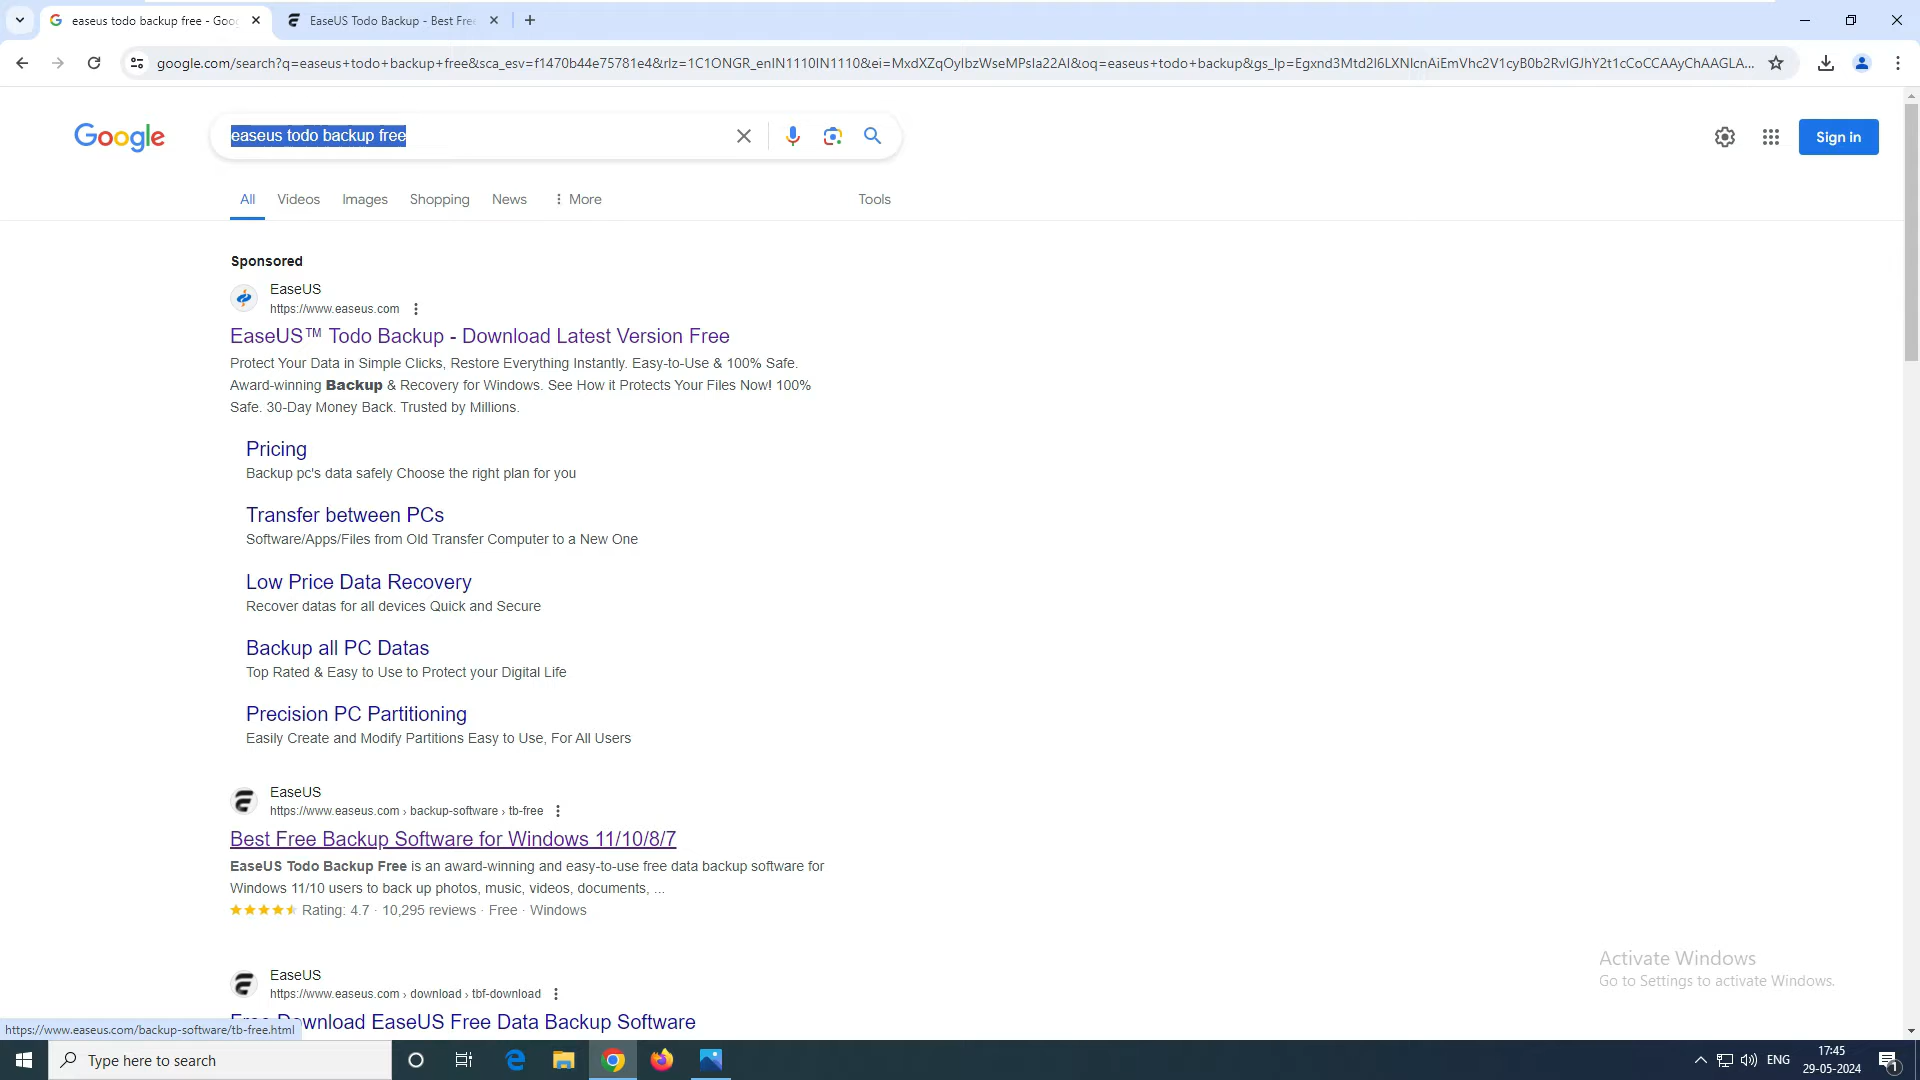 easeus todo backup free - Goo
EaseUS Todo Backup - Best Fre
google.com/search?q=easeus+todo+backup+free&sca_esv=f1470b44e75781e4&rlz=1C1ONGR_enIN1110IN1110&ei=MxdXZqOyIbzWseMPsIa22AI&oq=easeus+todo+backup&gs_lp=Egxnd3Mtd2l6LXNlcnAiEmVhc2V1cyB0b2RvIGJhY2t1cCoCCAAyChAAGLA...
Google
easeus todo backup free
Sign in
All Videos Images Shopping News More Tools
Sponsored
EaseUS
https://www.easeus.com
EaseUS™ Todo Backup - Download Latest Version Free
Protect Your Data in Simple Clicks, Restore Everything Instantly. Easy-to-Use & 100% Safe.
Award-winning Backup & Recovery for Windows. See How it Protects Your Files Now! 100%
Safe. 30-Day Money Back. Trusted by Millions.
Pricing
Backup pc's data safely Choose the right plan for you
Transfer between PCs
Software/Apps/Files from Old Transfer Computer to a New One
Low Price Data Recovery
Recover datas for all devices Quick and Secure
Backup all PC Datas
Top Rated & Easy to Use to Protect your Digital Life
Precision PC Partitioning
Easily Create and Modify Partitions Easy to Use, For All Users
EaseUS
https://www.easeus.com › backup-software › tb-free
Best Free Backup Software for Windows 11/10/8/7
EaseUS Todo Backup Free is an award-winning and easy-to-use free data backup software for
Windows 11/10 users to back up photos, music, videos, documents, ...
Rating: 4.7 · 10,295 reviews · Free · Windows
EaseUS
https://www.easeus.com › download › tbf-download
Free Download EaseUS Free Data Backup Software
Activate Windows
Go to Settings to activate Windows.
https://www.easeus.com/backup-software/tb-free.html
Type here to search
ENG
17:45
29-05-2024
1